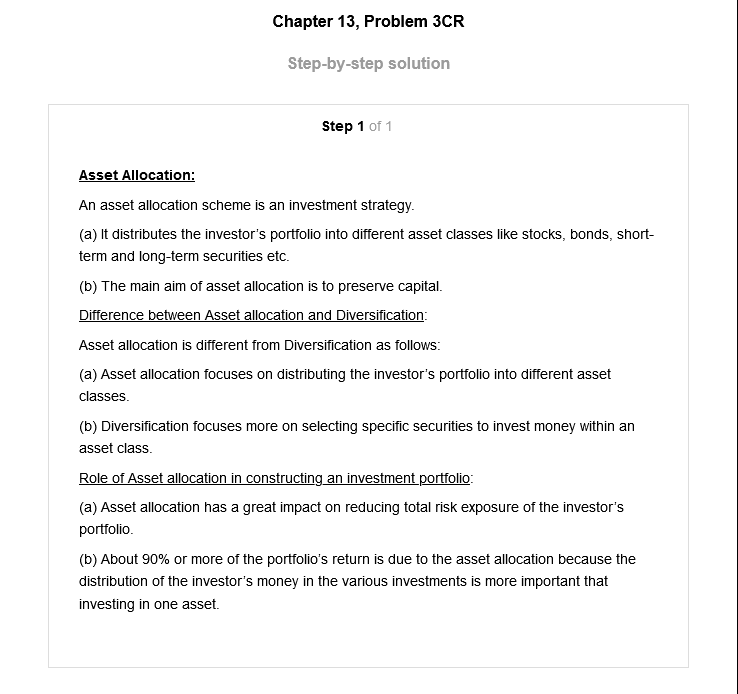 Chapter 13, Problem 3CR
Step-by-step solution
Step 1 of 1
Asset Allocation:
An asset allocation scheme is an investment strategy.
(a) It distributes the investor's portfolio into different asset classes like stocks, bonds, short-
term and long-term securities etc.
(b) The main aim of asset allocation is to preserve capital.
Difference between Asset allocation and Diversification:
Asset allocation is different from Diversification as follows:
(a) Asset allocation focuses on distributing the investor's portfolio into different asset
classes.
(b) Diversification focuses more on selecting specific securities to invest money within an
asset class.
Role of Asset allocation in constructing an investment portfolio:
(a) Asset allocation has a great impact on reducing total risk exposure of the investor's
portfolio.
(b) About 90% or more of the portfolio's return is due to the asset allocation because the
distribution of the investor's money in the various investments is more important that
investing in one asset.